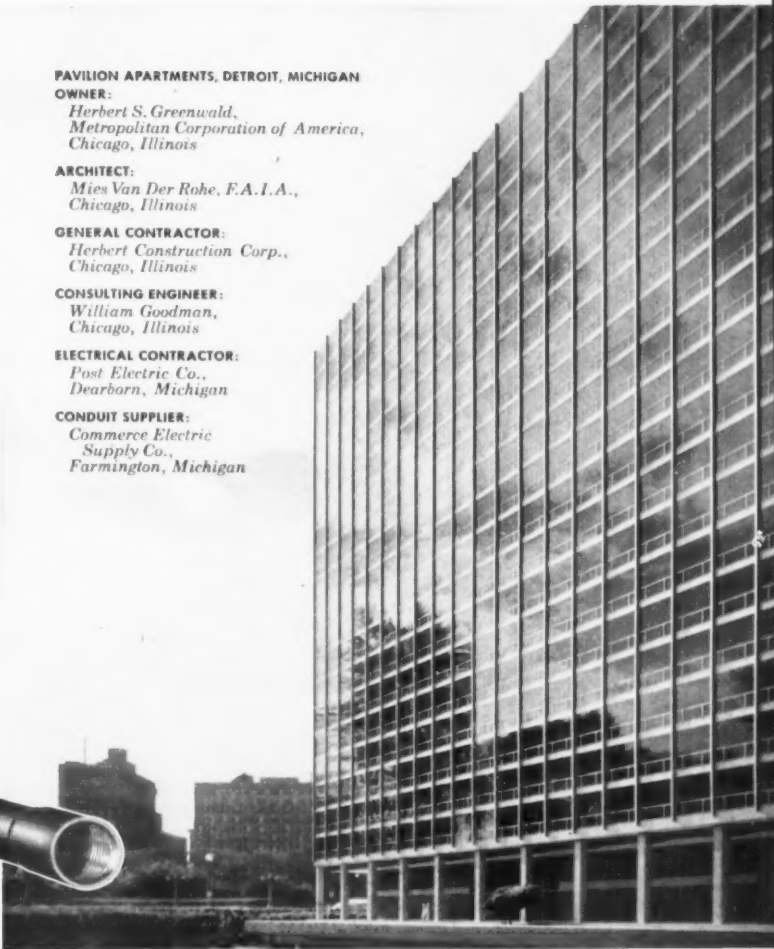 PAVILION APARTMENTS, DETROIT, MICHIGAN
OWNER:
Herbert S. Greenwald,
Metropolitan Corporation of America,
Chicago, Illinois
ARCHITECT:
Mies Van Der Rohe, F.A.I.A.,
Chicago, Illinois
GENERAL CONTRACTOR:
Herbert Construction Corp.,
Chicago, Illinois
CONSULTING ENGINEER:
William Goodman,
Chicago, Illinois
ELECTRICAL CONTRACTOR:
Post Electric Co.,
Dearborn, Michigan
CONDUIT SUPPLIER:
Commerce Electric
Supply Co.,
Farmington, Michigan